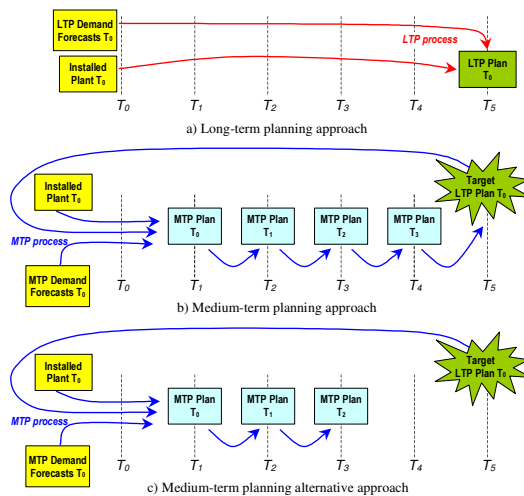 LTP Demand
Forecasts T0
LTP process
Installed
Plant T0
LTP Plan
T0
T0 T1 T2 T3 T4 T5
a) Long-term planning approach
Installed
Plant T0
Target
LTP Plan T0
MTP process
MTP Plan
T0
MTP Plan
T1
MTP Plan
T2
MTP Plan
T3
MTP Demand
Forecasts T0
T0 T1 T2 T3 T4 T5
b) Medium-term planning approach
Installed
Plant T0
Target
LTP Plan T0
MTP process
MTP Plan
T0
MTP Plan
T1
MTP Plan
T2
MTP Demand
Forecasts T0
T0 T1 T2 T3 T4 T5
c) Medium-term planning alternative approach